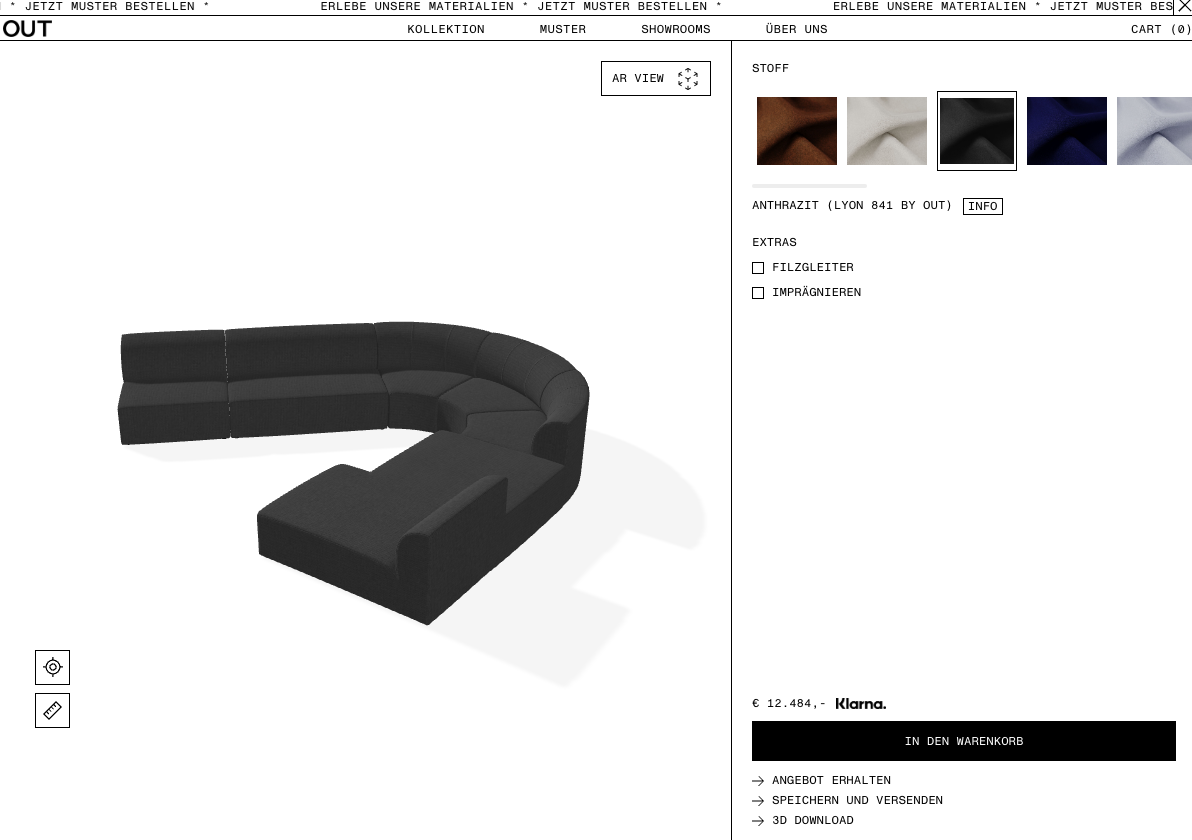 * JETZT MUSTER BESTELLEN * ERLEBE UNSERE MATERIALIEN * JETZT MUSTER BESTELLEN * ERLEBE UNSERE MATERIALIEN * JETZT MUSTER BES
OUT KOLLEKTION MUSTER SHOWROOMS ÜBER UNS CART (0)
AR VIEW
STOFF
ANTHRAZIT (LYON 841 BY OUT) INFO
EXTRAS
FILZGLEITER
IMPRÄGNIEREN
€ 12.484,- Klarna.
IN DEN WARENKORB
ANGEBOT ERHALTEN
SPEICHERN UND VERSENDEN
3D DOWNLOAD